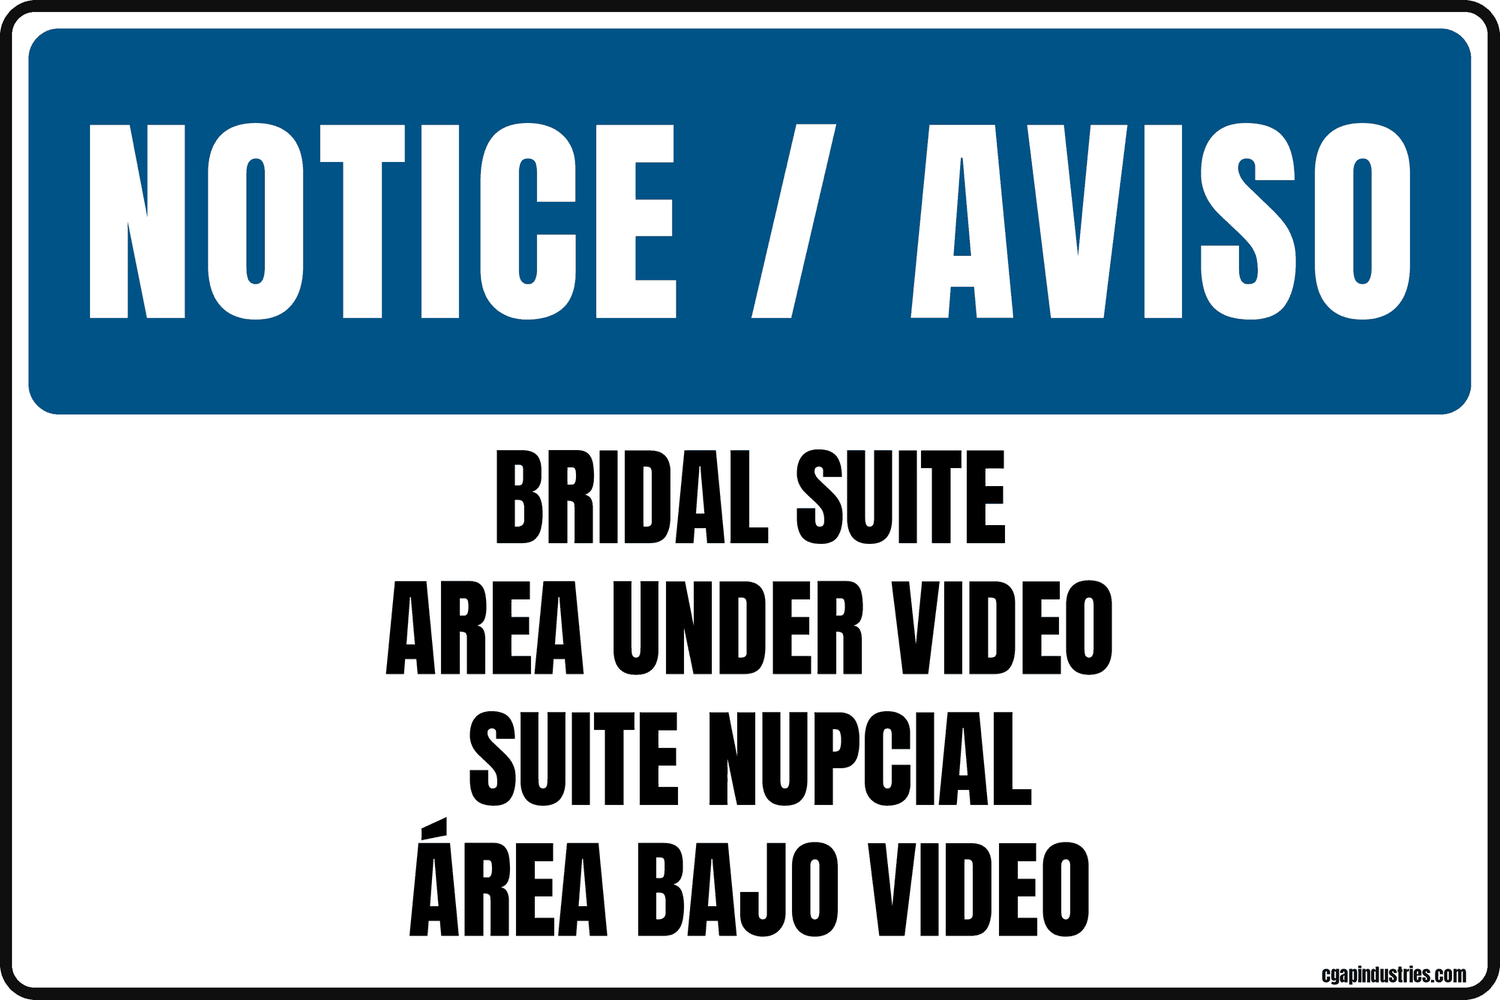 NOTICE / AVISO
BRIDAL SUITE
AREA UNDER VIDEO
SUITE NUPCIAL
ÁREA BAJO VIDEO
cgapindustries.com